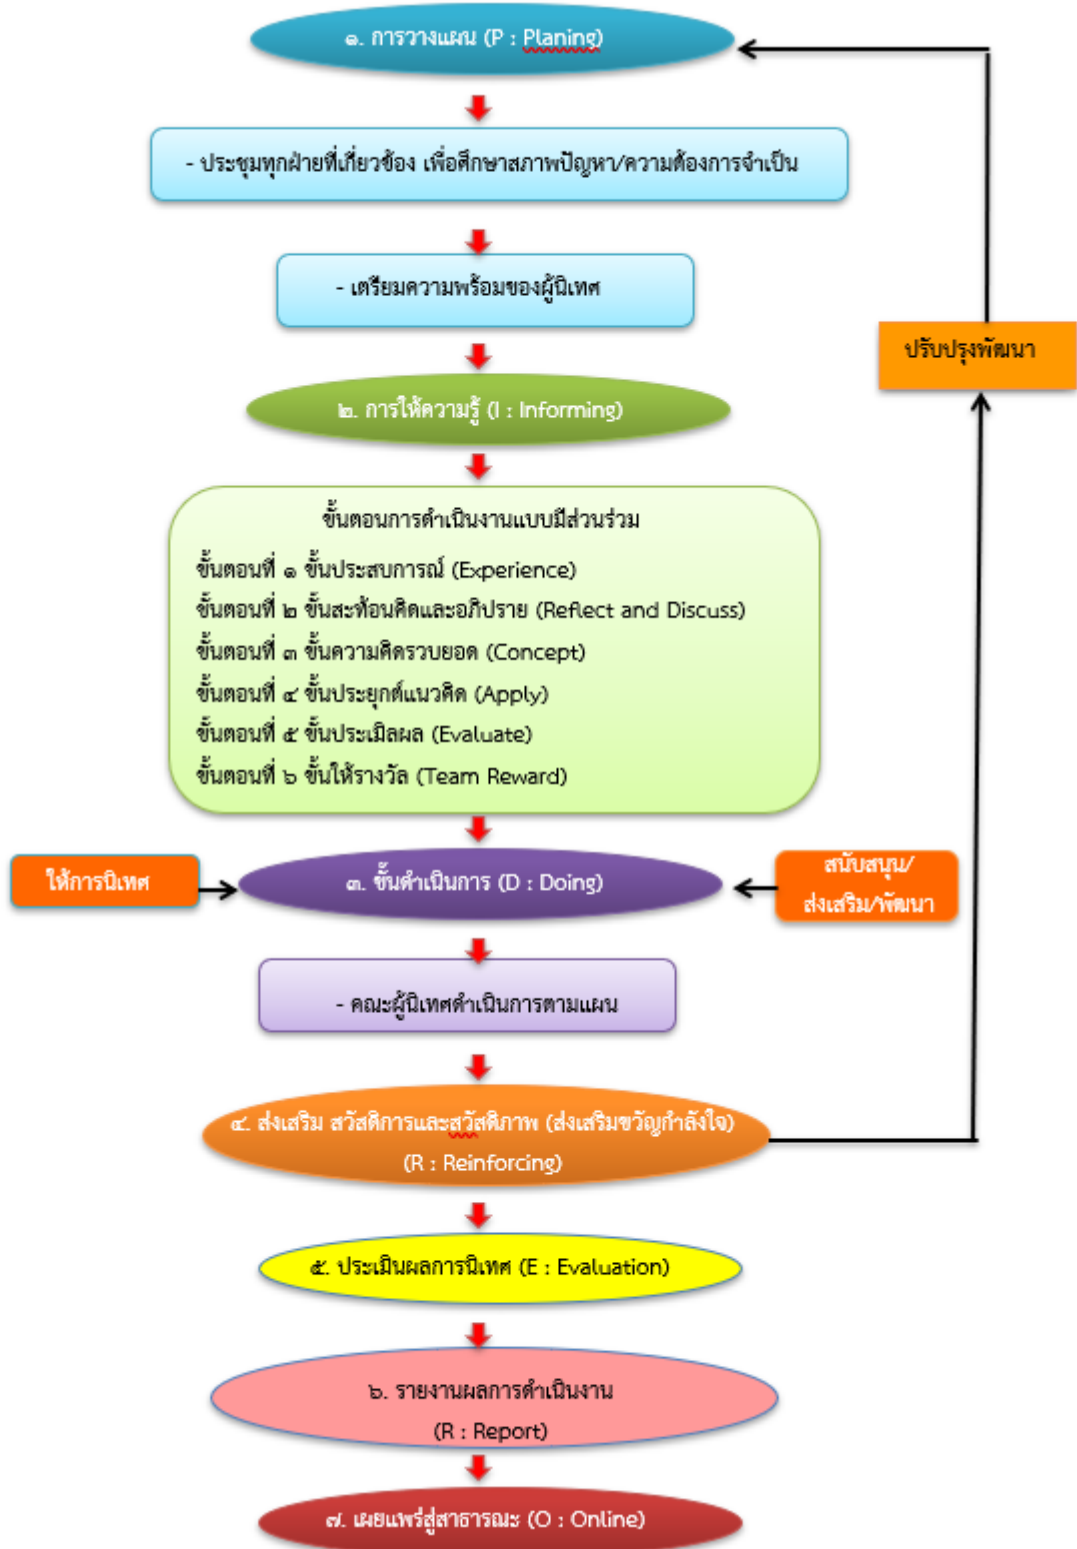 ๑. การวางแผน (P : Planing)
- ประชุมทุกฝ่ายที่เกี่ยวข้อง เพื่อศึกษาสภาพปัญหา/ความต้องการจำเป็น
- เตรียมความพร้อมของผู้นิเทศ
ปรับปรุงพัฒนา
๒. การให้ความรู้ (I : Informing)
ขั้นตอนการดำเนินงานแบบมีส่วนร่วม
ขั้นตอนที่ ๑ ขั้นประสบการณ์ (Experience)
ขั้นตอนที่ ๒ ขั้นสะท้อนคิดและอภิปราย (Reflect and Discuss)
ขั้นตอนที่ ๓ ขั้นความคิดรวบยอด (Concept)
ขั้นตอนที่ ๔ ขั้นประยุกต์แนวคิด (Apply)
ขั้นตอนที่ ๕ ขั้นประเมิลผล (Evaluate)
ขั้นตอนที่ ๖ ขั้นให้รางวัล (Team Reward)
ให้การนิเทศ
๓. ขั้นดำเนินการ (D : Doing)
สนับสนุน/
ส่งเสริม/พัฒนา
- คณะผู้นิเทศดำเนินการตามแผน
๔. ส่งเสริม สวัสดิการและสวัสดิภาพ (ส่งเสริมขวัญกำลังใจ)
(R : Reinforcing)
๕. ประเมินผลการนิเทศ (E : Evaluation)
๖. รายงานผลการดำเนินงาน
(R : Report)
๗. เผยแพร่สู่สาธารณะ (O : Online)